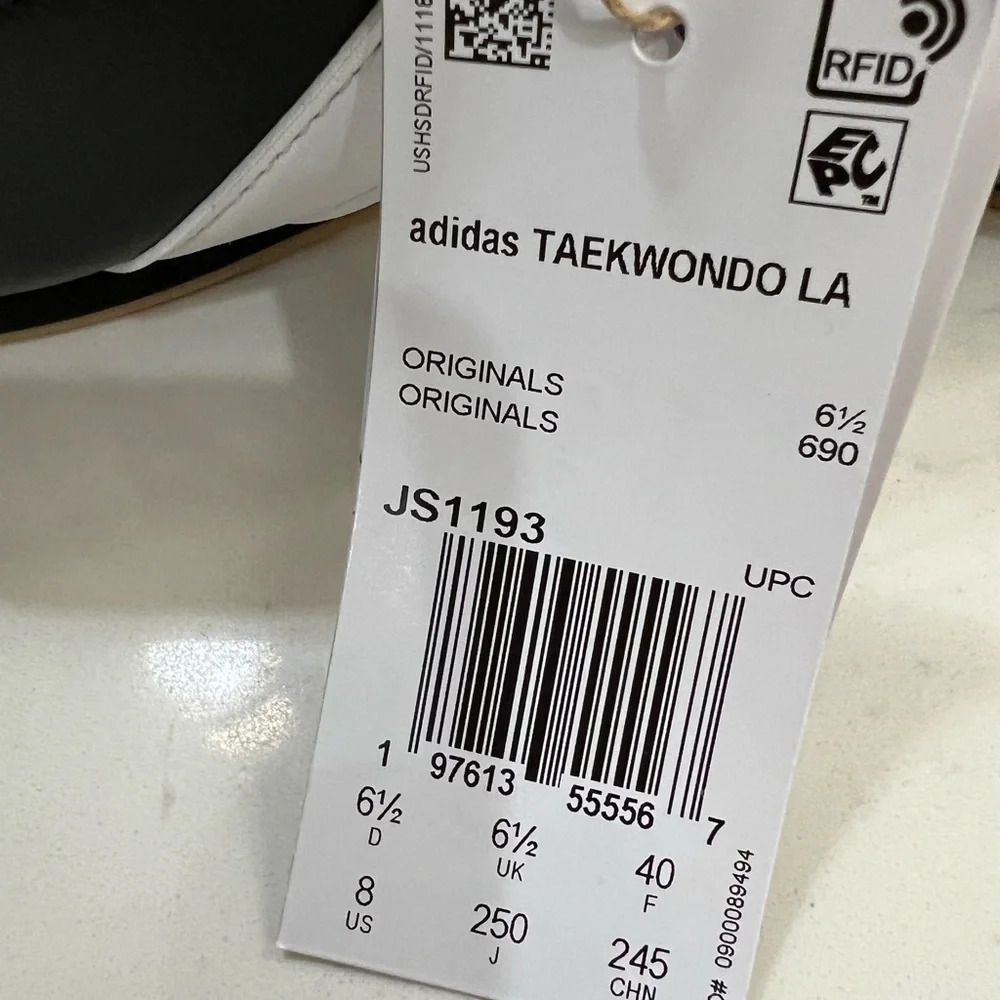 USHSDRFID/1118
RFID
EPC™
adidas TAEKWONDO LA
ORIGINALS
ORIGINALS
6½
690
JS1193
UPC
1 97613 55556 7
6½ 6½ 40
D UK F
8 250 245
US J CHN
0900089494